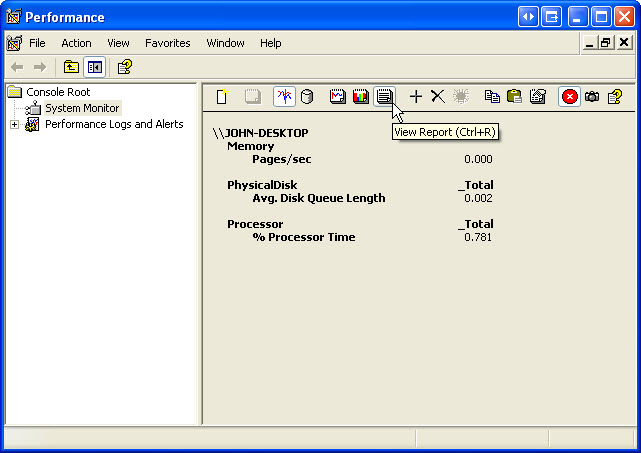 Performance
File Action View Favorites Window Help
Console Root
System Monitor
Performance Logs and Alerts
\\JOHN-DESKTOP
View Report (Ctrl+R)
Memory
Pages/sec 0.000
PhysicalDisk _Total
Avg. Disk Queue Length 0.002
Processor _Total
% Processor Time 0.781